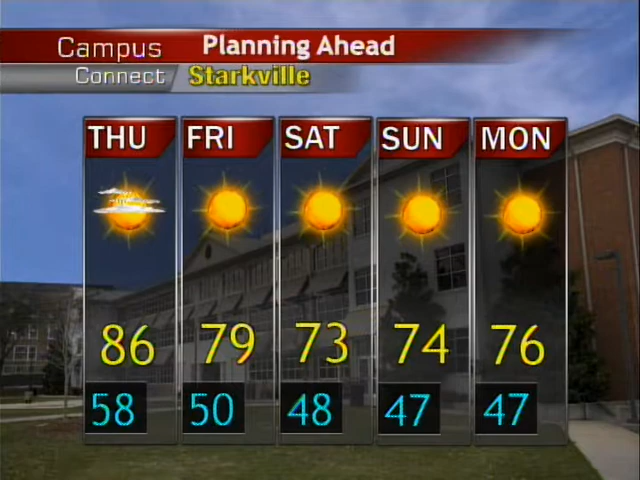 Campus Planning Ahead
Connect Starkville
THU FRI SAT SUN MON
86 79 73 74 76
58 50 48 47 47